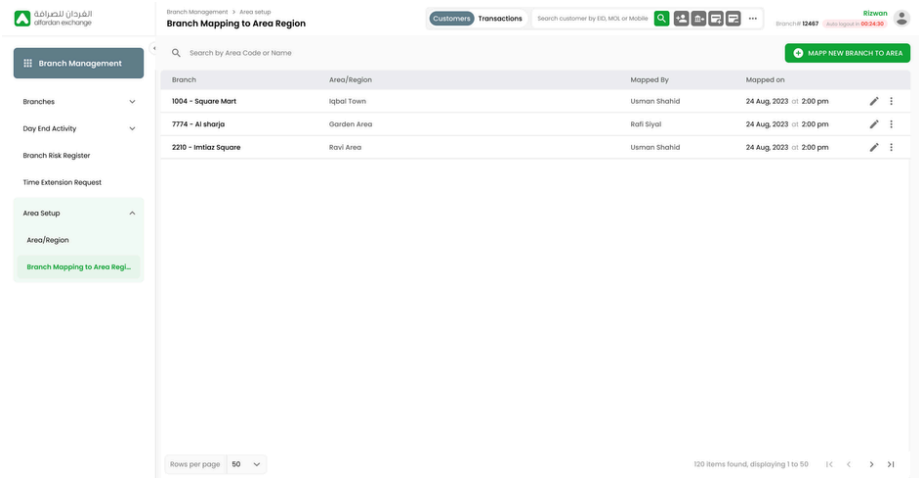 الفردان للصرافة
alfardan exchange
Branch Management > Area setup
Branch Mapping to Area Region
Customers Transactions
Search customer by EID, MOL or Mobile
Rizwan
Branch# 12467 Auto logout in 00:24:30
Branch Management
Branches
Day End Activity
Branch Risk Register
Time Extension Request
Area Setup
Area/Region
Branch Mapping to Area Regi...
Search by Area Code or Name
MAPP NEW BRANCH TO AREA
Branch Area/Region Mapped By Mapped on
1004 - Square Mart Iqbal Town Usman Shahid 24 Aug, 2023 at 2:00 pm
7774 - Al sharja Garden Area Rafi Siyal 24 Aug, 2023 at 2:00 pm
2210 - Imtiaz Square Ravi Area Usman Shahid 24 Aug, 2023 at 2:00 pm
Rows per page 50
120 items found, displaying 1 to 50